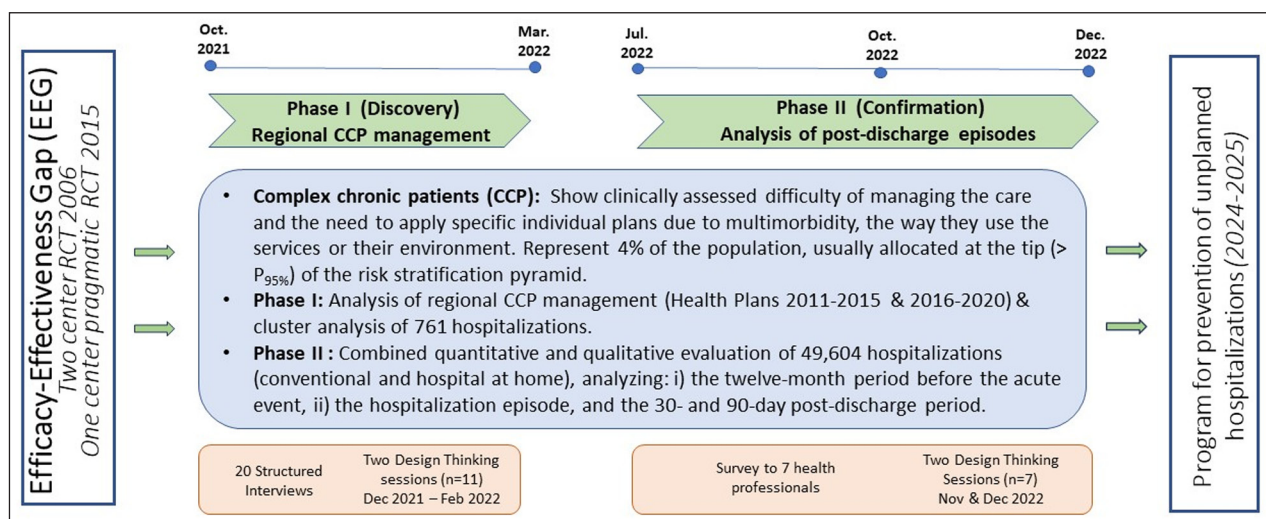 Efficacy-Effectiveness Gap (EEG)
Two center RCT 2006
One center pragmatic RCT 2015
Oct.
2021
Mar.
2022
Jul.
2022
Oct.
2022
Dec.
2022
Phase I (Discovery)
Regional CCP management
Phase II (Confirmation)
Analysis of post-discharge episodes
• Complex chronic patients (CCP): Show clinically assessed difficulty of managing the care
and the need to apply specific individual plans due to multimorbidity, the way they use the
services or their environment. Represent 4% of the population, usually allocated at the tip (>
P95%) of the risk stratification pyramid.
• Phase I: Analysis of regional CCP management (Health Plans 2011-2015 & 2016-2020) &
cluster analysis of 761 hospitalizations.
• Phase II : Combined quantitative and qualitative evaluation of 49,604 hospitalizations
(conventional and hospital at home), analyzing: i) the twelve-month period before the acute
event, ii) the hospitalization episode, and the 30- and 90-day post-discharge period.
20 Structured
Interviews
Two Design Thinking
sessions (n=11)
Dec 2021 – Feb 2022
Survey to 7 health
professionals
Two Design Thinking
Sessions (n=7)
Nov & Dec 2022
Program for prevention of unplanned
hospitalizations (2024-2025)